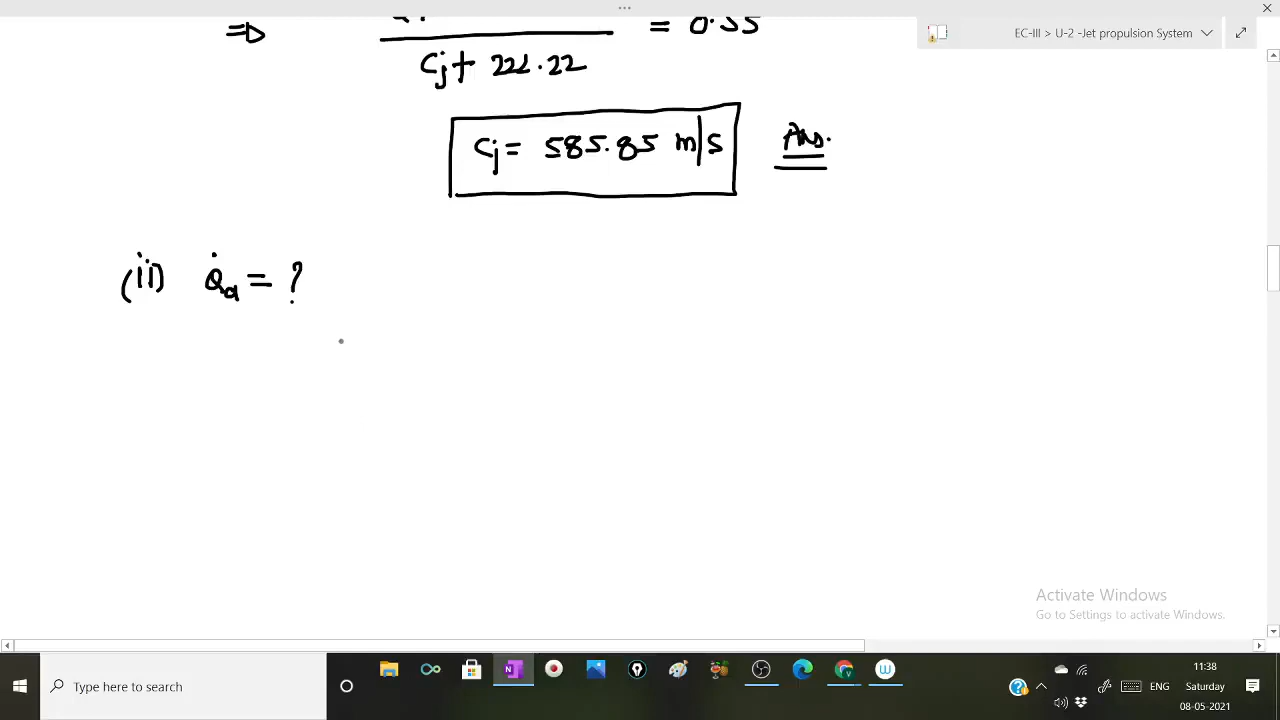 EC-III > U-2 -Jet propulsion System
⇒ = 0.55
Cj + 222.22
Cj = 585.85 m/s Ans.
(ii) Q̇a = ?
Activate Windows
Go to Settings to activate Windows.
Type here to search
ENG
11:38
Saturday
08-05-2021